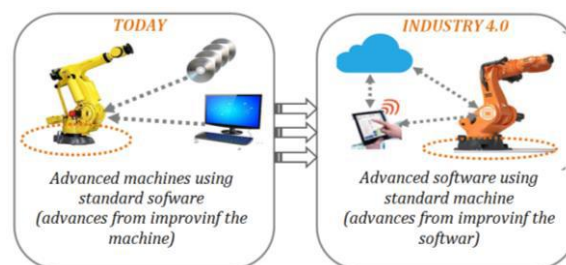 TODAY
Advanced machines using
standard sofware
(advances from improvinf the
machine)
INDUSTRY 4.0
Advanced software using
standard machine
(advances from improvinf the
softwar)